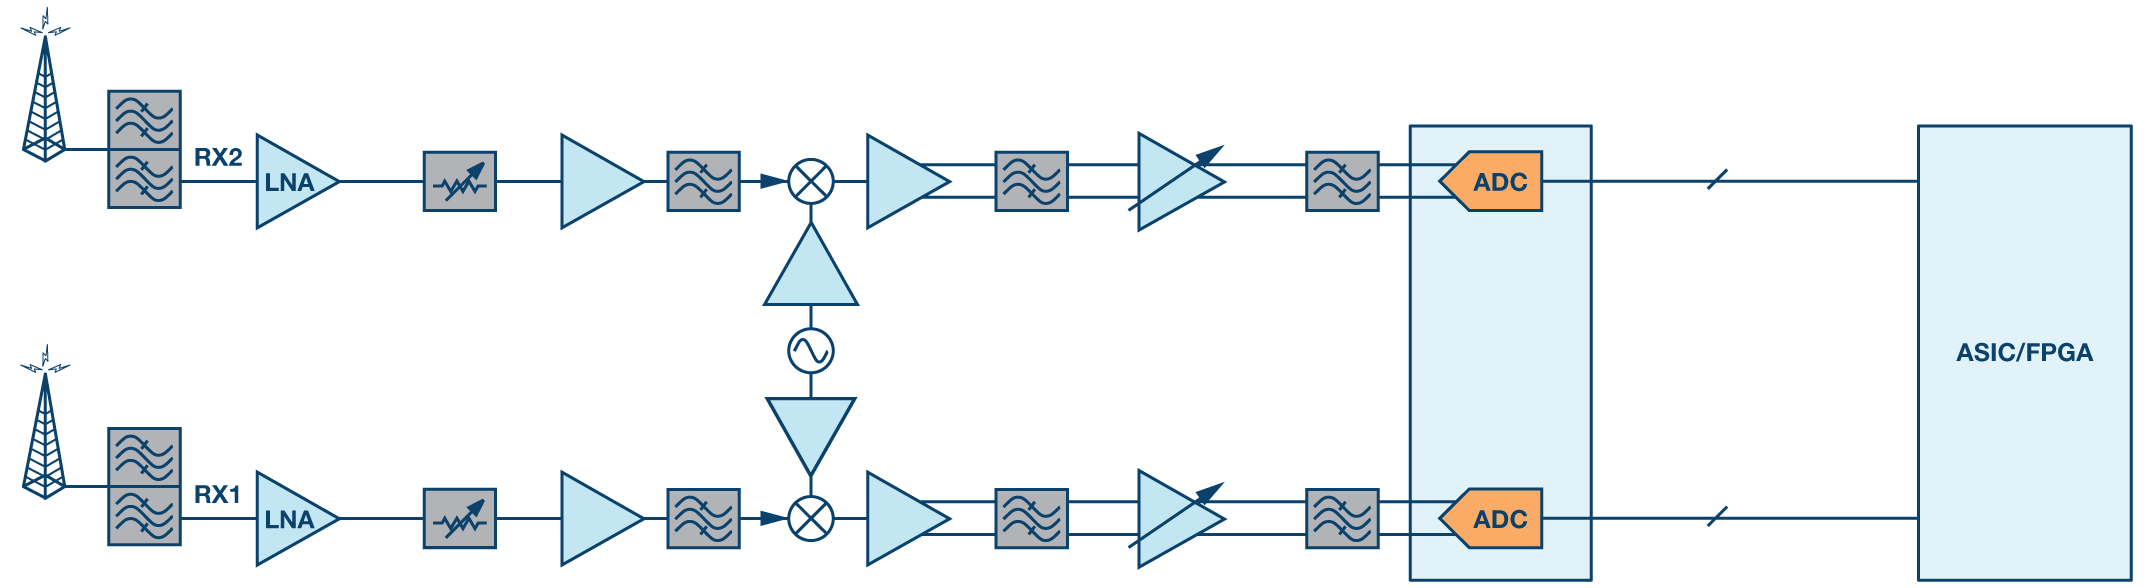 RX2
LNA
ADC
ASIC/FPGA
RX1
LNA
ADC